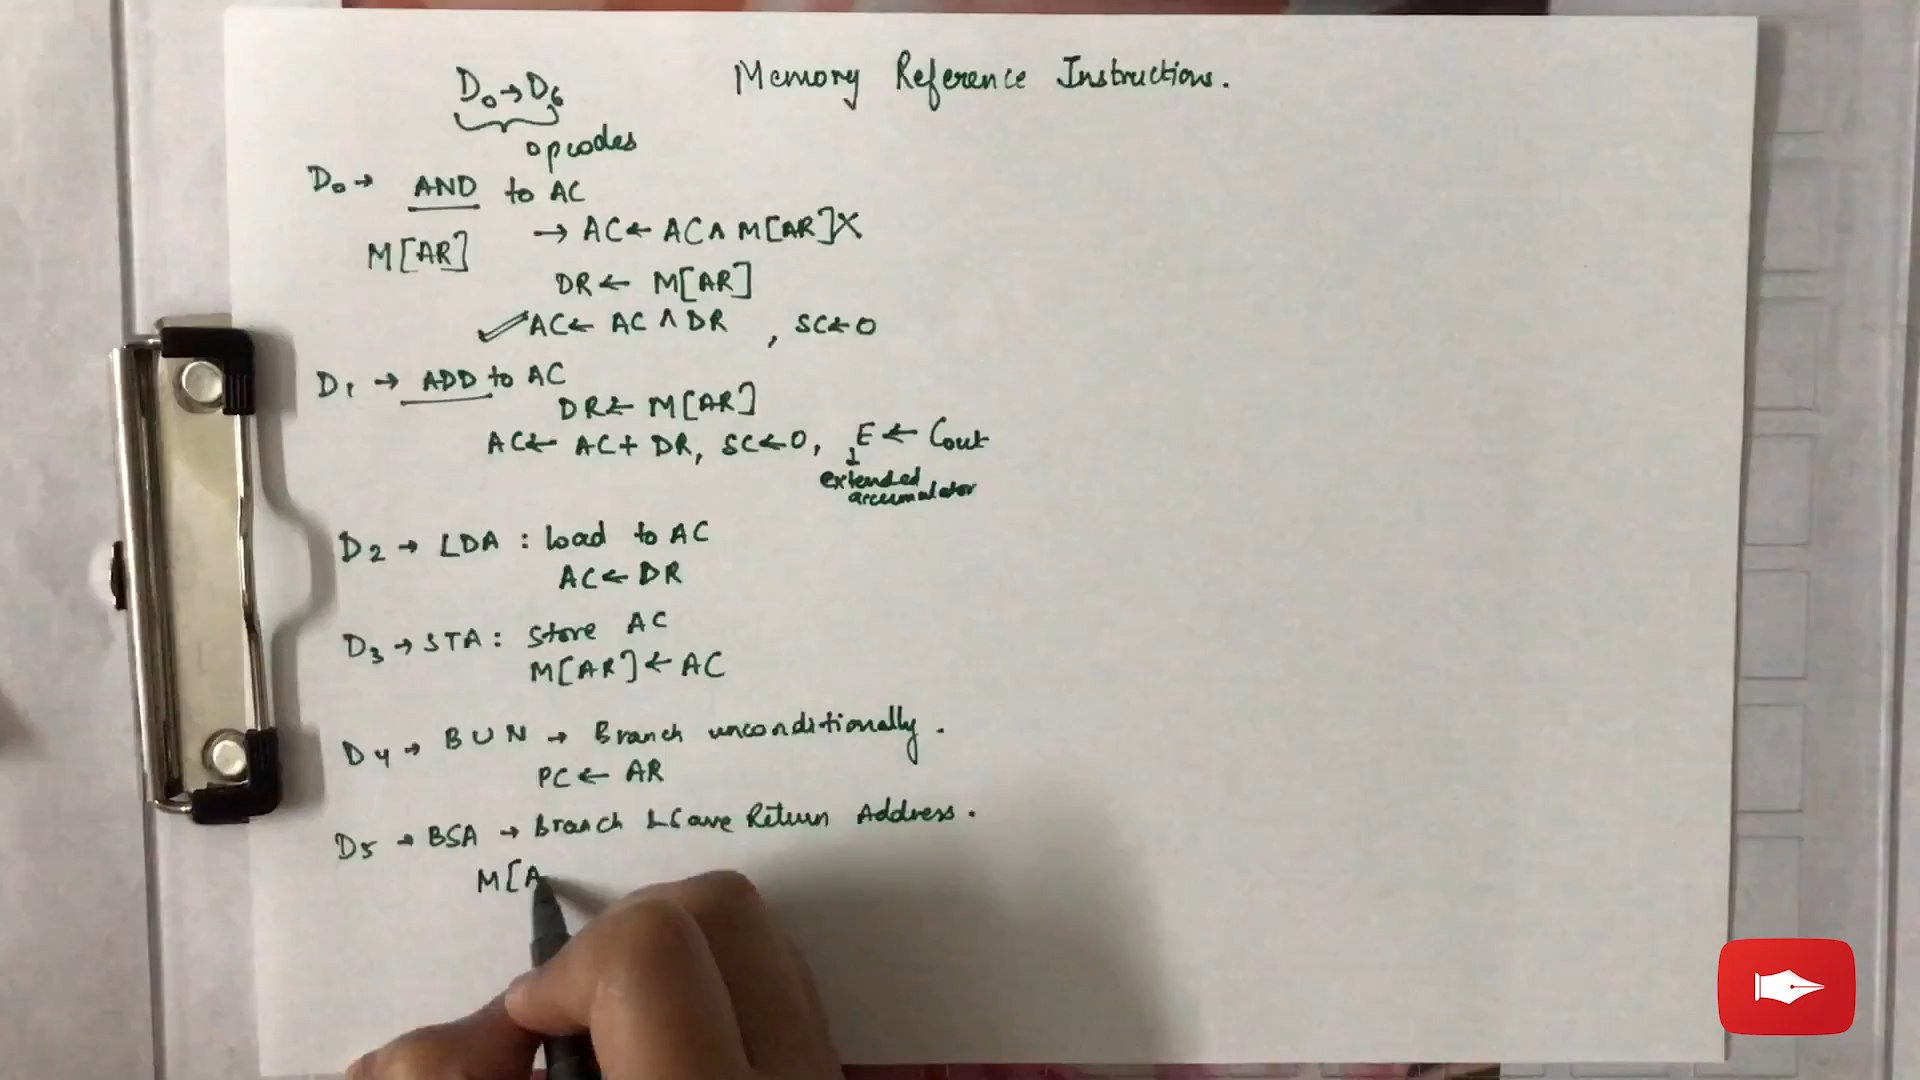 Memory Reference Instructions.
D0→D6
opcodes
D0→ AND to AC
M[AR] → AC← AC∧M[AR]X
DR← M[AR]
✓AC← AC∧DR , SC←0
D1 → ADD to AC
DR← M[AR]
AC← AC+DR, SC←0, E ← Cout
extended
accumulator
D2 → LDA : load to AC
AC← DR
D3 → STA : Store AC
M[AR]← AC
D4 → BUN → Branch unconditionally.
PC← AR
D5 → BSA → Branch & Save Return Address.
M[A